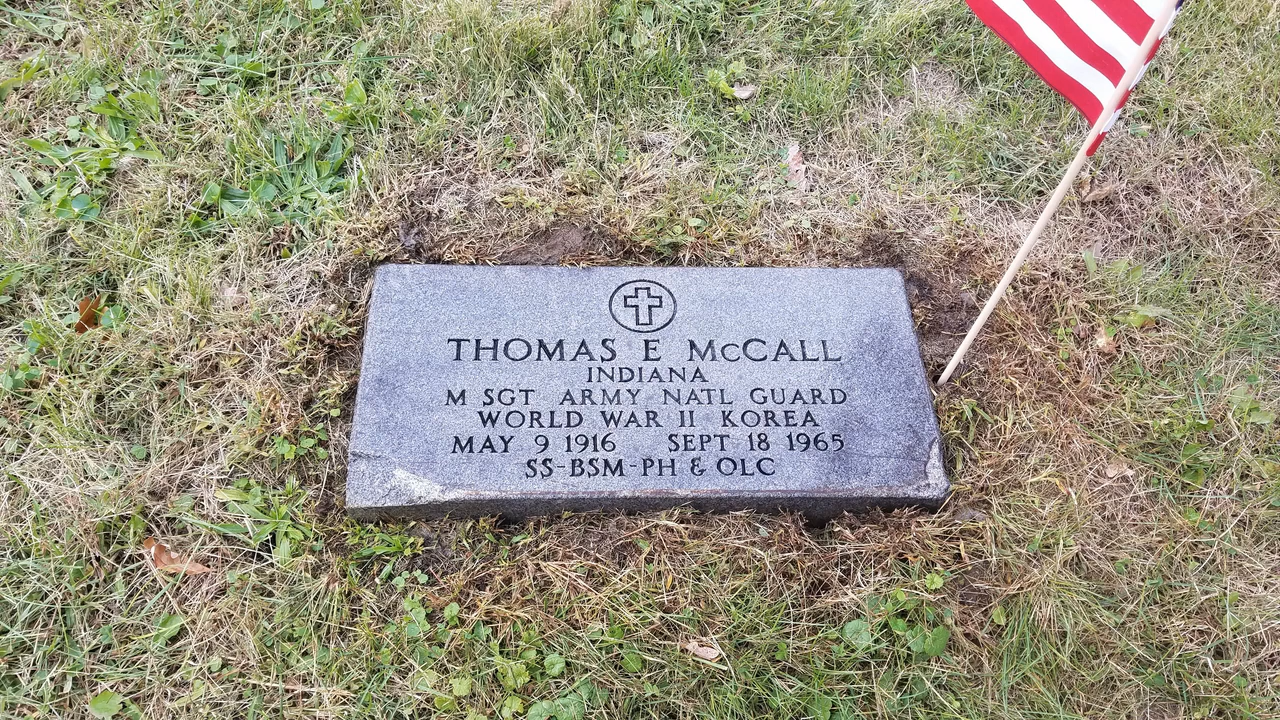 THOMAS E McCALL
INDIANA
M SGT ARMY NATL GUARD
WORLD WAR II KOREA
MAY 9 1916 SEPT 18 1965
SS-BSM-PH & OLC